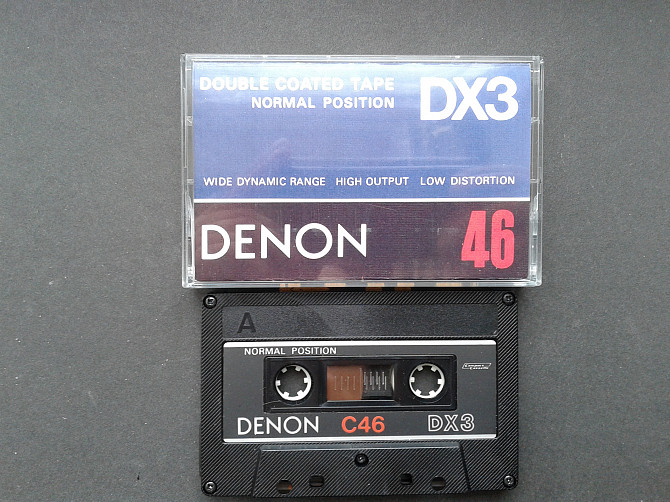 DOUBLE COATED TAPE
NORMAL POSITION
DX3
WIDE DYNAMIC RANGE HIGH OUTPUT LOW DISTORTION
DENON 46
A
NORMAL POSITION
DENON C46 DX3